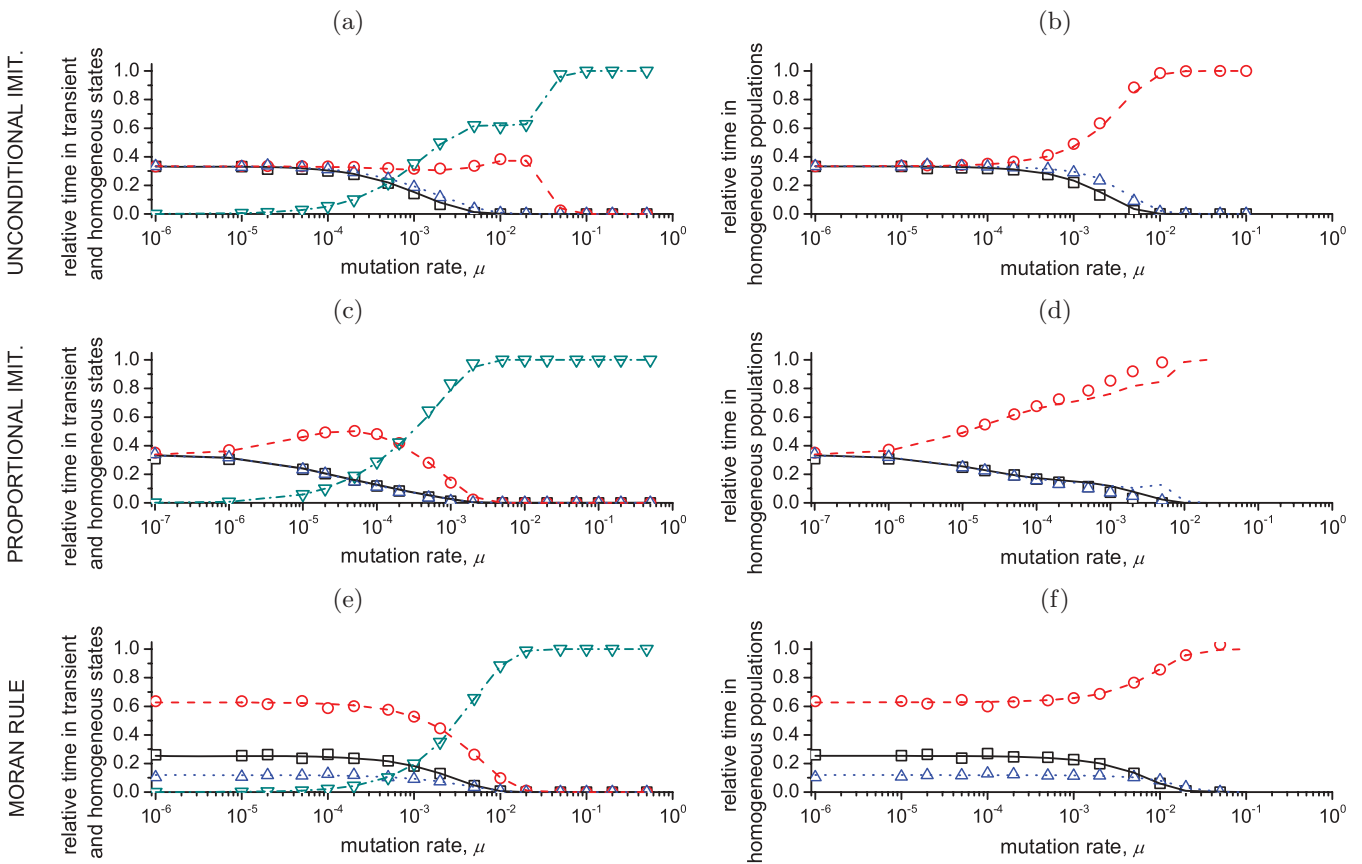 (a)
UNCONDITIONAL IMIT.
relative time in transient
and homogeneous states
1.0
0.8
0.6
0.4
0.2
0.0
10⁻⁶ 10⁻⁵ 10⁻⁴ 10⁻³ 10⁻² 10⁻¹ 10⁰
mutation rate, μ
(b)
relative time in
homogeneous populations
1.0
0.8
0.6
0.4
0.2
0.0
10⁻⁶ 10⁻⁵ 10⁻⁴ 10⁻³ 10⁻² 10⁻¹ 10⁰
mutation rate, μ
(c)
PROPORTIONAL IMIT.
relative time in transient
and homogeneous states
1.0
0.8
0.6
0.4
0.2
0.0
10⁻⁷ 10⁻⁶ 10⁻⁵ 10⁻⁴ 10⁻³ 10⁻² 10⁻¹ 10⁰
mutation rate, μ
(d)
relative time in
homogeneous populations
1.0
0.8
0.6
0.4
0.2
0.0
10⁻⁷ 10⁻⁶ 10⁻⁵ 10⁻⁴ 10⁻³ 10⁻² 10⁻¹ 10⁰
mutation rate, μ
(e)
MORAN RULE
relative time in transient
and homogeneous states
1.0
0.8
0.6
0.4
0.2
0.0
10⁻⁶ 10⁻⁵ 10⁻⁴ 10⁻³ 10⁻² 10⁻¹ 10⁰
mutation rate, μ
(f)
relative time in
homogeneous populations
1.0
0.8
0.6
0.4
0.2
0.0
10⁻⁶ 10⁻⁵ 10⁻⁴ 10⁻³ 10⁻² 10⁻¹ 10⁰
mutation rate, μ